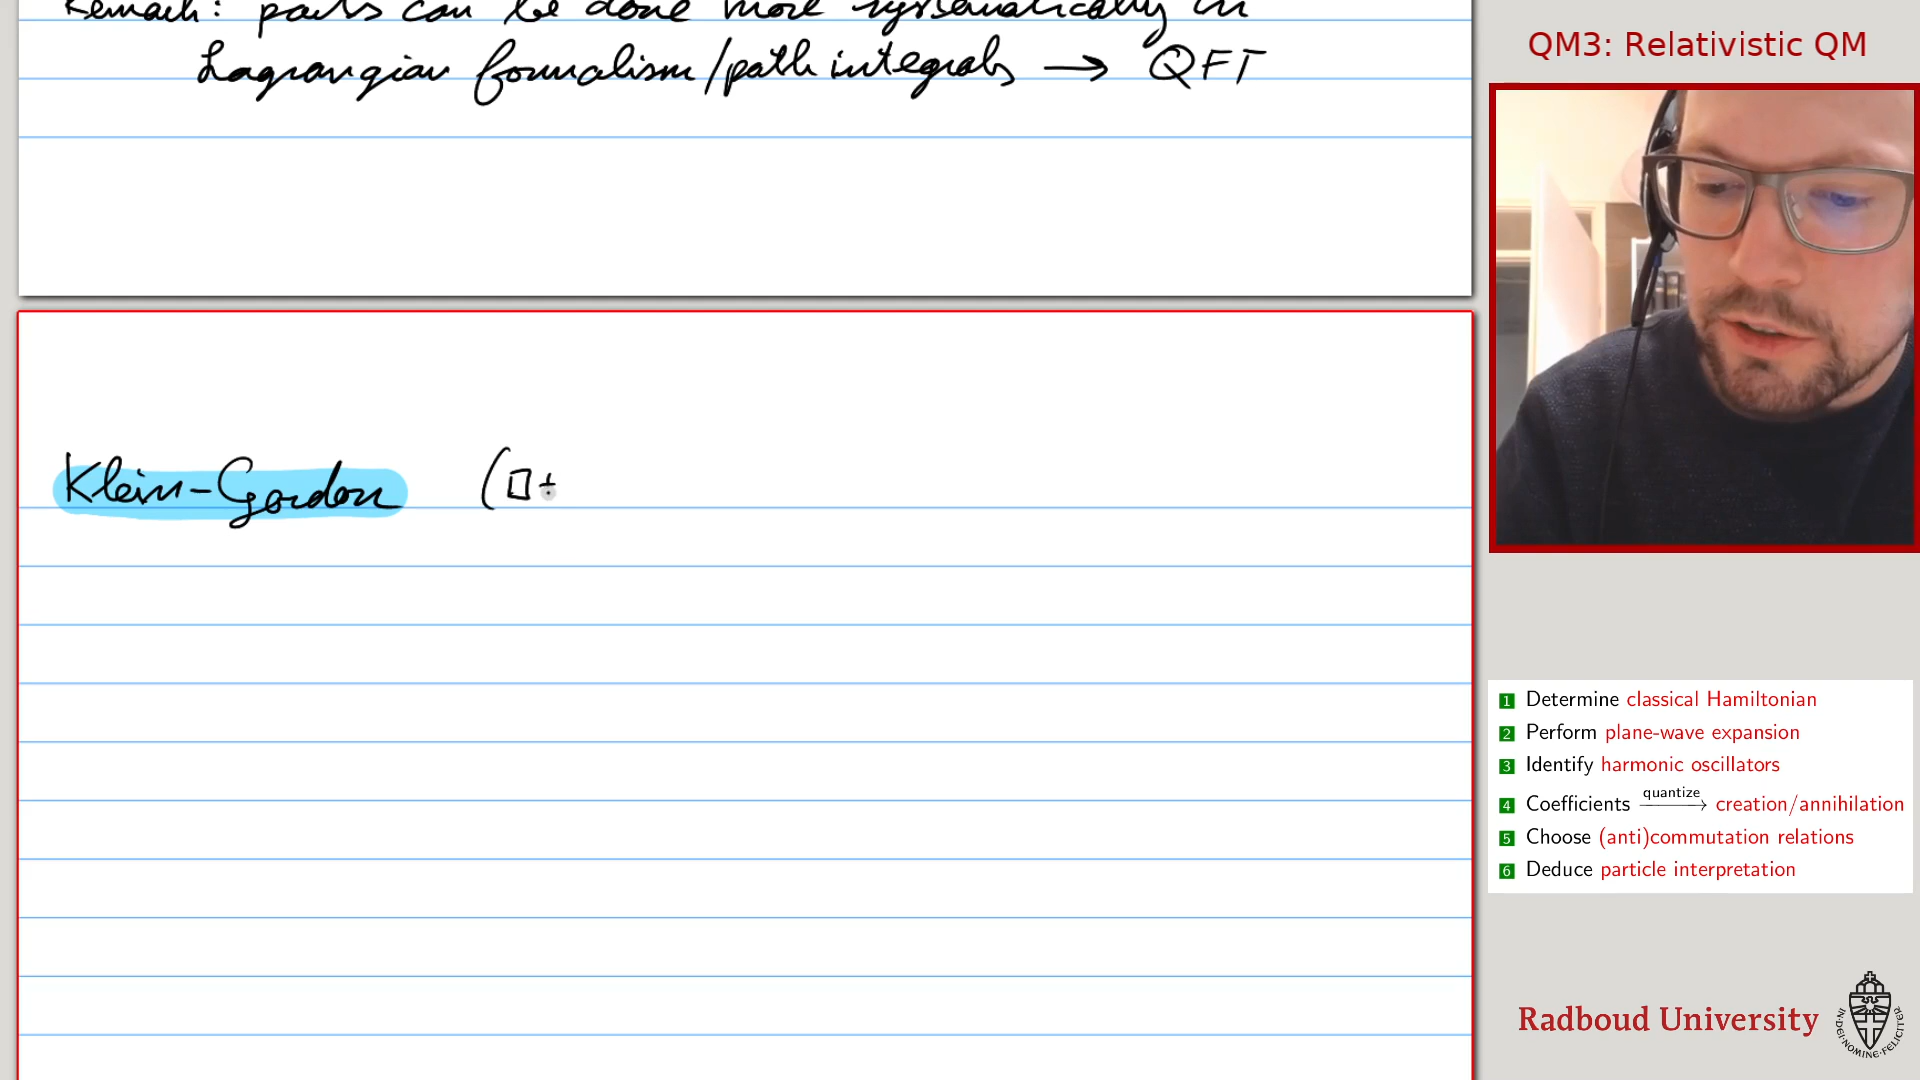 Remark: parts can be done more systematically in
Lagrangian formalism/path integrals → QFT
Klein-Gordon (□+
QM3: Relativistic QM
1 Determine classical Hamiltonian
2 Perform plane-wave expansion
3 Identify harmonic oscillators
4 Coefficients quantize→ creation/annihilation
5 Choose (anti)commutation relations
6 Deduce particle interpretation
Radboud University
IN·DEI·NOMINE·FELICITER